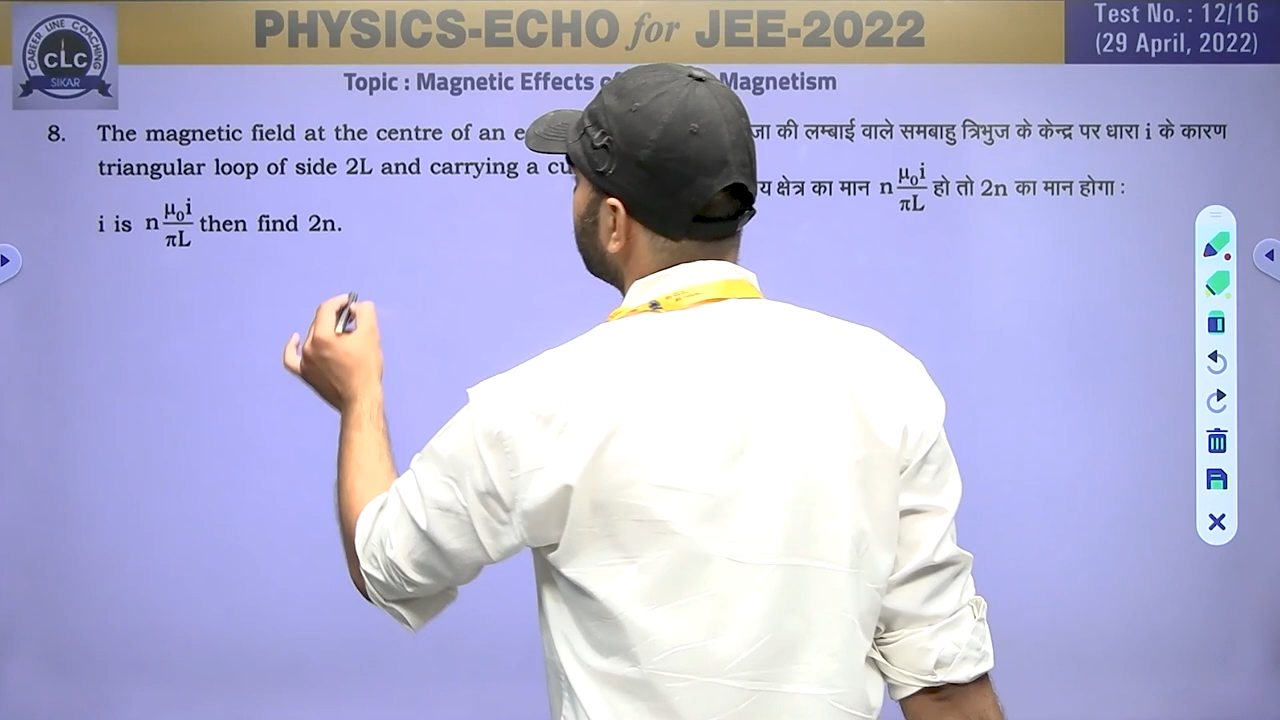 PHYSICS-ECHO for JEE-2022
Test No. : 12/16
(29 April, 2022)
CAREER LINE COACHING
CLC
SIKAR
Topic : Magnetic Effects Magnetism
8. The magnetic field at the centre of an
triangular loop of side 2L and carrying a
i is n μ₀i/πL then find 2n.
की लम्बाई वाले समबाहु त्रिभुज के केन्द्र पर धारा i के कारण
क्षेत्र का मान n μ₀i/πL हो तो 2n का मान होगा :